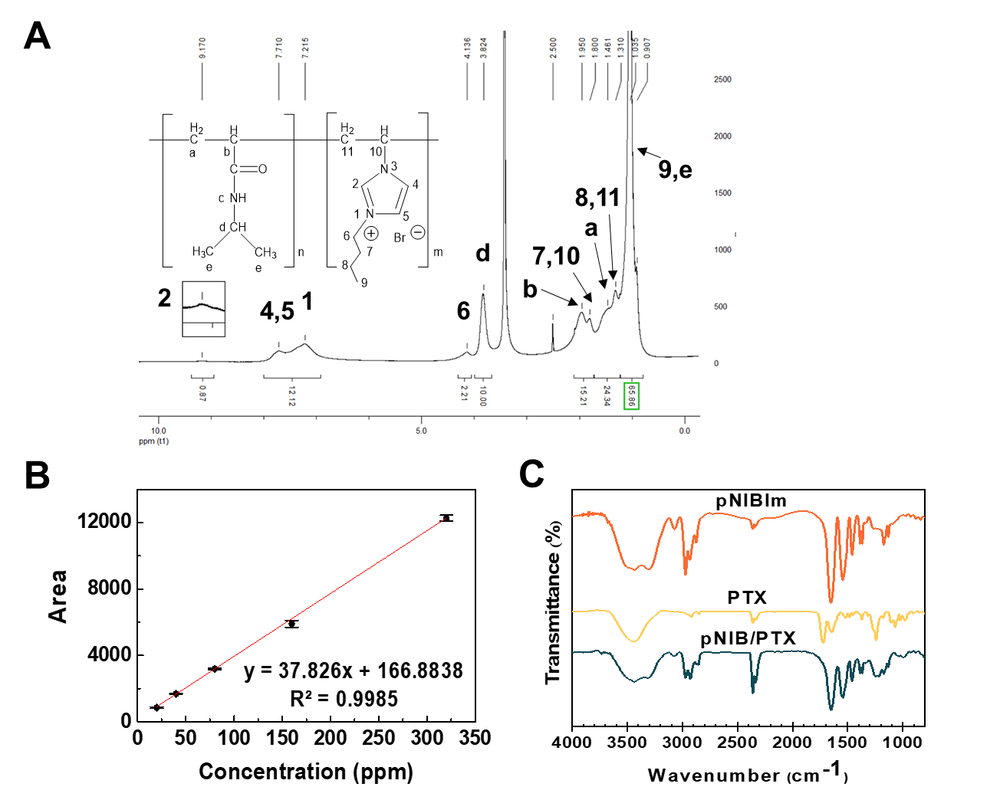 A
9.170
7.710
7.215
4.136
3.824
2.500
1.950
1.800
1.461
1.310
1.035
0.907
2500
2000
1500
1000
500
0
H2
C
a
H
C
b
C=O
c NH
d CH
H3C
CH3
e
e
n
H2
C
11
H
C
10
N 3
2
4
1 N
5
+
Br −
6
7
8
9
m
2
4,5
1
6
d
b
7,10
a
8,11
9,e
0.87
12.12
2.21
10.00
15.21
24.34
65.86
10.0
5.0
0.0
ppm (t1)
B
12000
8000
4000
0
Area
y = 37.826x + 166.8838
R² = 0.9985
0 50 100 150 200 250 300 350
Concentration (ppm)
C
pNIBIm
PTX
pNIB/PTX
Transmittance (%)
4000 3500 3000 2500 2000 1500 1000
Wavenumber (cm-1)